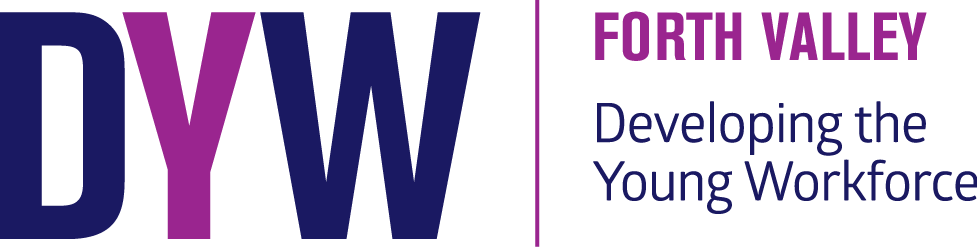 DYW
FORTH VALLEY
Developing the
Young Workforce